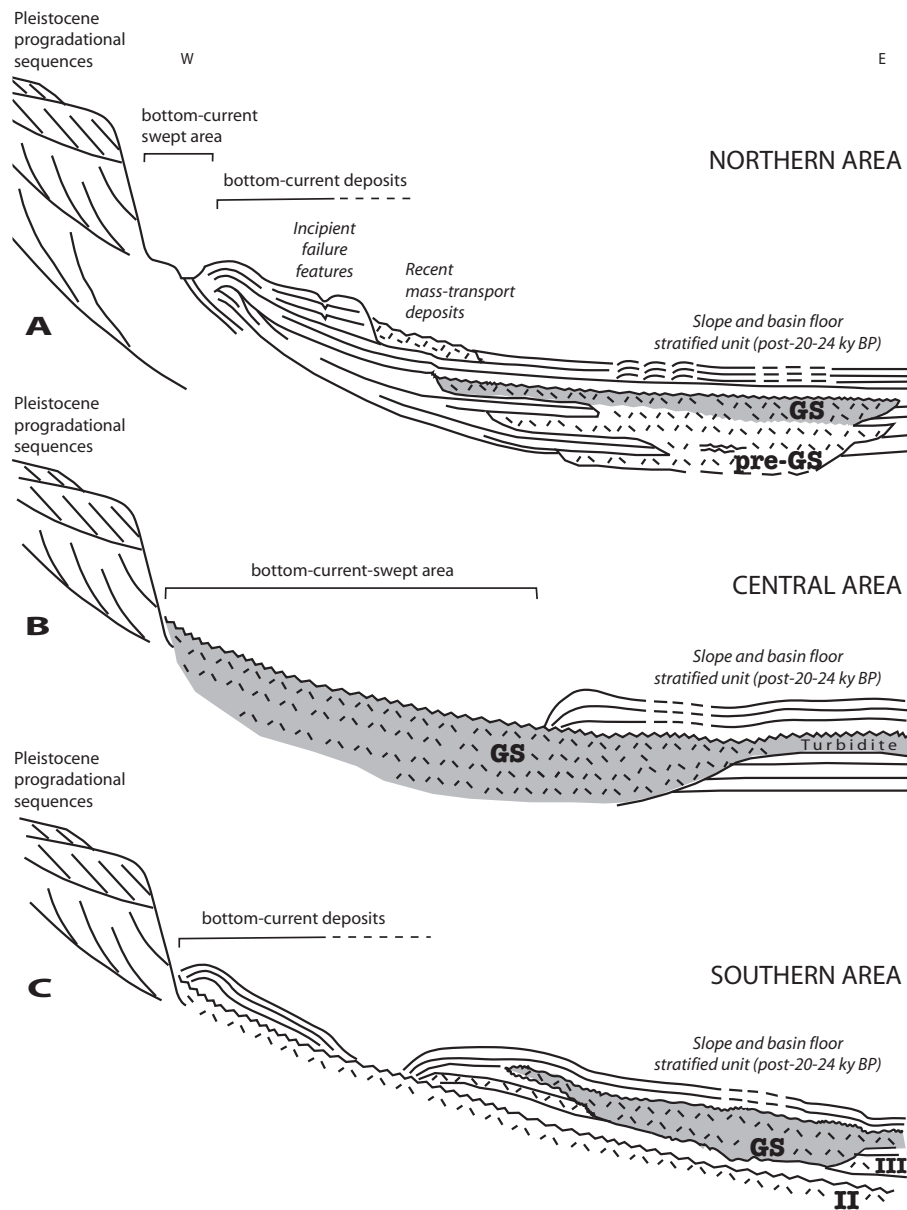 Pleistocene
progradational
sequences
W
E
bottom-current
swept area
NORTHERN AREA
bottom-current deposits
Incipient
failure
features
Recent
mass-transport
deposits
A
Slope and basin floor
stratified unit (post-20-24 ky BP)
GS
pre-GS
Pleistocene
progradational
sequences
bottom-current-swept area
CENTRAL AREA
B
Slope and basin floor
stratified unit (post-20-24 ky BP)
GS
Turbidite
Pleistocene
progradational
sequences
bottom-current deposits
SOUTHERN AREA
C
Slope and basin floor
stratified unit (post-20-24 ky BP)
GS
III
II